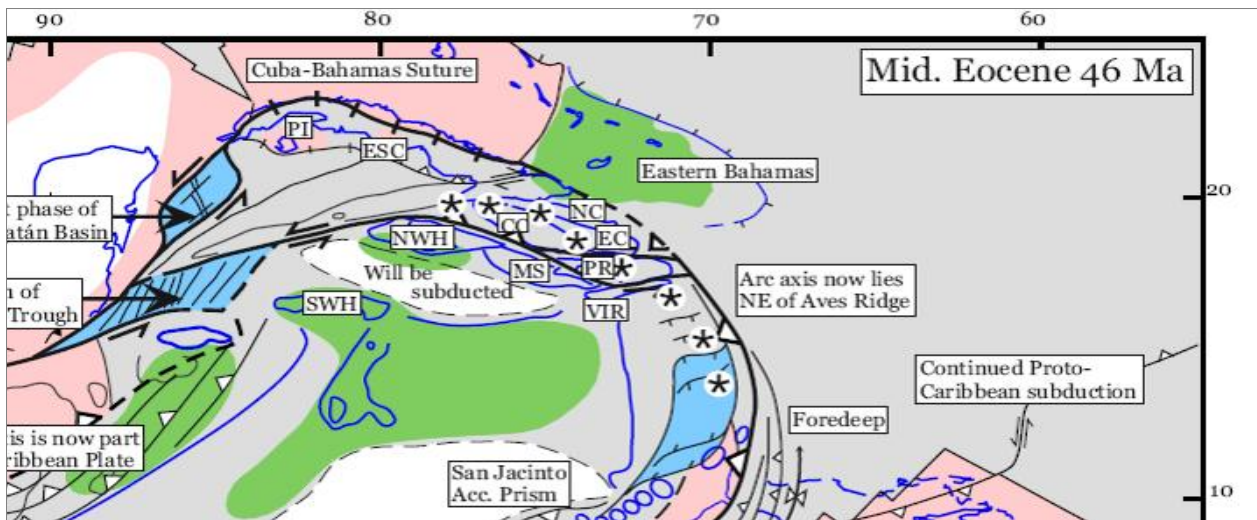 90
80
70
60
Cuba-Bahamas Suture
Mid. Eocene 46 Ma
PI
ESC
Eastern Bahamas
20
t phase of
atán Basin
NC
CC
EC
NWH
MS
PR
Will be
subducted
Arc axis now lies
NE of Aves Ridge
n of
Trough
SWH
VIR
Continued Proto-
Caribbean subduction
Foredeep
is is now part
ribbean Plate
San Jacinto
Acc. Prism
10